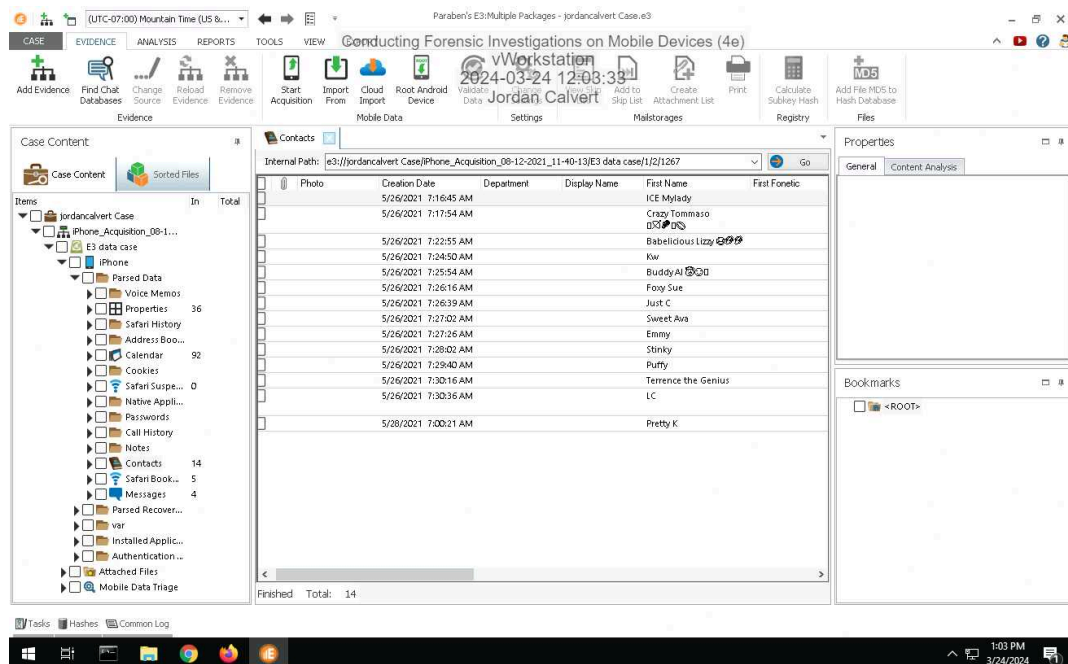 (UTC-07:00) Mountain Time (US &...
Paraben's E3:Multiple Packages - jordancalvert Case.e3
CASE EVIDENCE ANALYSIS REPORTS TOOLS VIEW
Conducting Forensic Investigations on Mobile Devices (4e)
vWorkstation
2024-03-24 12:03:33
Jordan Calvert
Add Evidence
Find Chat Databases
Change Source
Reload Evidence
Remove Evidence
Start Acquisition
Import From
Cloud Import
Root Android Device
Validate Data
Add to Skip List
Create Attachment List
Print
Calculate Subkey Hash
MD5
Add File MD5 to Hash Database
Evidence
Mobile Data
Settings
Mailstorages
Registry
Files
Case Content
Case Content
Sorted Files
Items In Total
jordancalvert Case
iPhone_Acquisition_08-1...
E3 data case
iPhone
Parsed Data
Voice Memos
Properties 36
Safari History
Address Boo...
Calendar 92
Cookies
Safari Suspe... 0
Native Appli...
Passwords
Call History
Notes
Contacts 14
Safari Book... 5
Messages 4
Parsed Recover...
var
Installed Applic...
Authentication ...
Attached Files
Mobile Data Triage
Contacts
Internal Path: e3://jordancalvert Case/iPhone_Acquisition_08-12-2021_11-40-13/E3 data case/1/2/1267
Go
Photo Creation Date Department Display Name First Name First Fonetic
5/26/2021 7:16:45 AM ICE Mylady
5/26/2021 7:17:54 AM Crazy Tommaso
5/26/2021 7:22:55 AM Babelicious Lizzy
5/26/2021 7:24:50 AM Kw
5/26/2021 7:25:54 AM Buddy Al
5/26/2021 7:26:16 AM Foxy Sue
5/26/2021 7:26:39 AM Just C
5/26/2021 7:27:02 AM Sweet Ava
5/26/2021 7:27:26 AM Emmy
5/26/2021 7:28:02 AM Stinky
5/26/2021 7:29:40 AM Puffy
5/26/2021 7:30:16 AM Terrence the Genius
5/26/2021 7:30:36 AM LC
5/28/2021 7:00:21 AM Pretty K
Finished Total: 14
Properties
General Content Analysis
Bookmarks
<ROOT>
Tasks Hashes Common Log
1:03 PM
3/24/2024